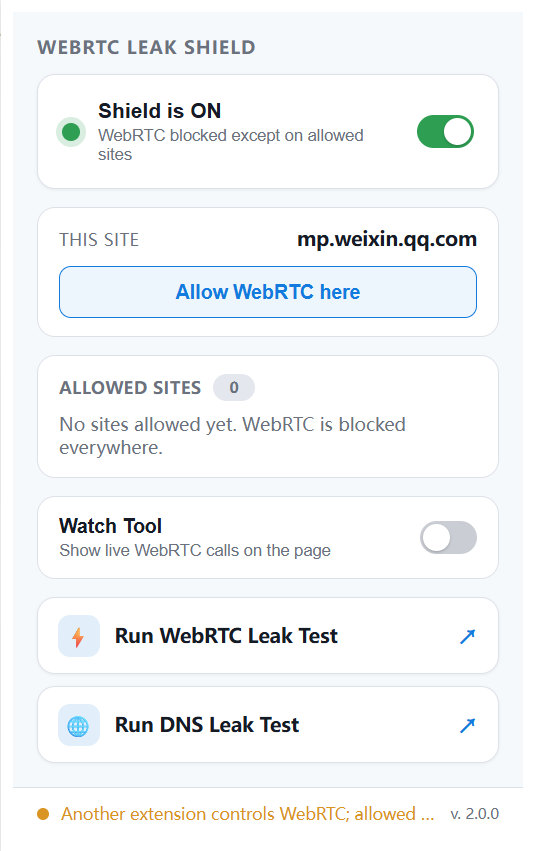 WEBRTC LEAK SHIELD
Shield is ON
WebRTC blocked except on allowed
sites
THIS SITE
mp.weixin.qq.com
Allow WebRTC here
ALLOWED SITES 0
No sites allowed yet. WebRTC is blocked
everywhere.
Watch Tool
Show live WebRTC calls on the page
Run WebRTC Leak Test
Run DNS Leak Test
Another extension controls WebRTC; allowed ...
v. 2.0.0